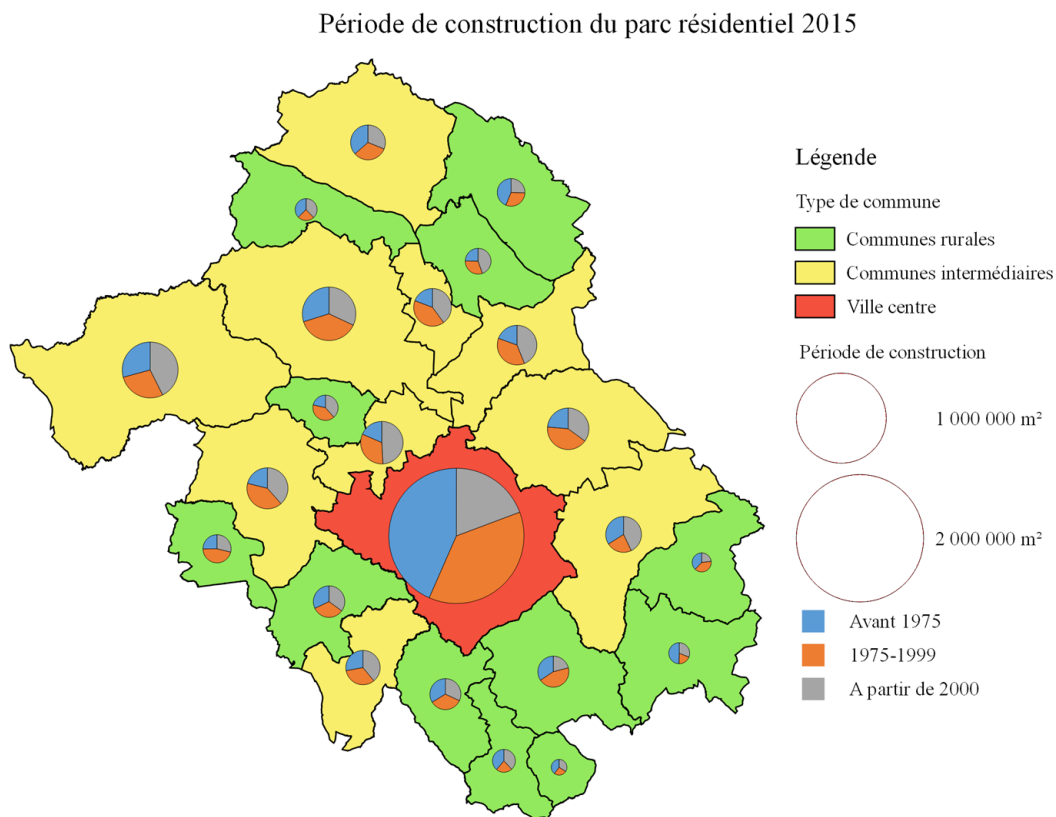 Période de construction du parc résidentiel 2015
Légende
Type de commune
Communes rurales
Communes intermédiaires
Ville centre
Période de construction
1 000 000 m²
2 000 000 m²
Avant 1975
1975-1999
A partir de 2000